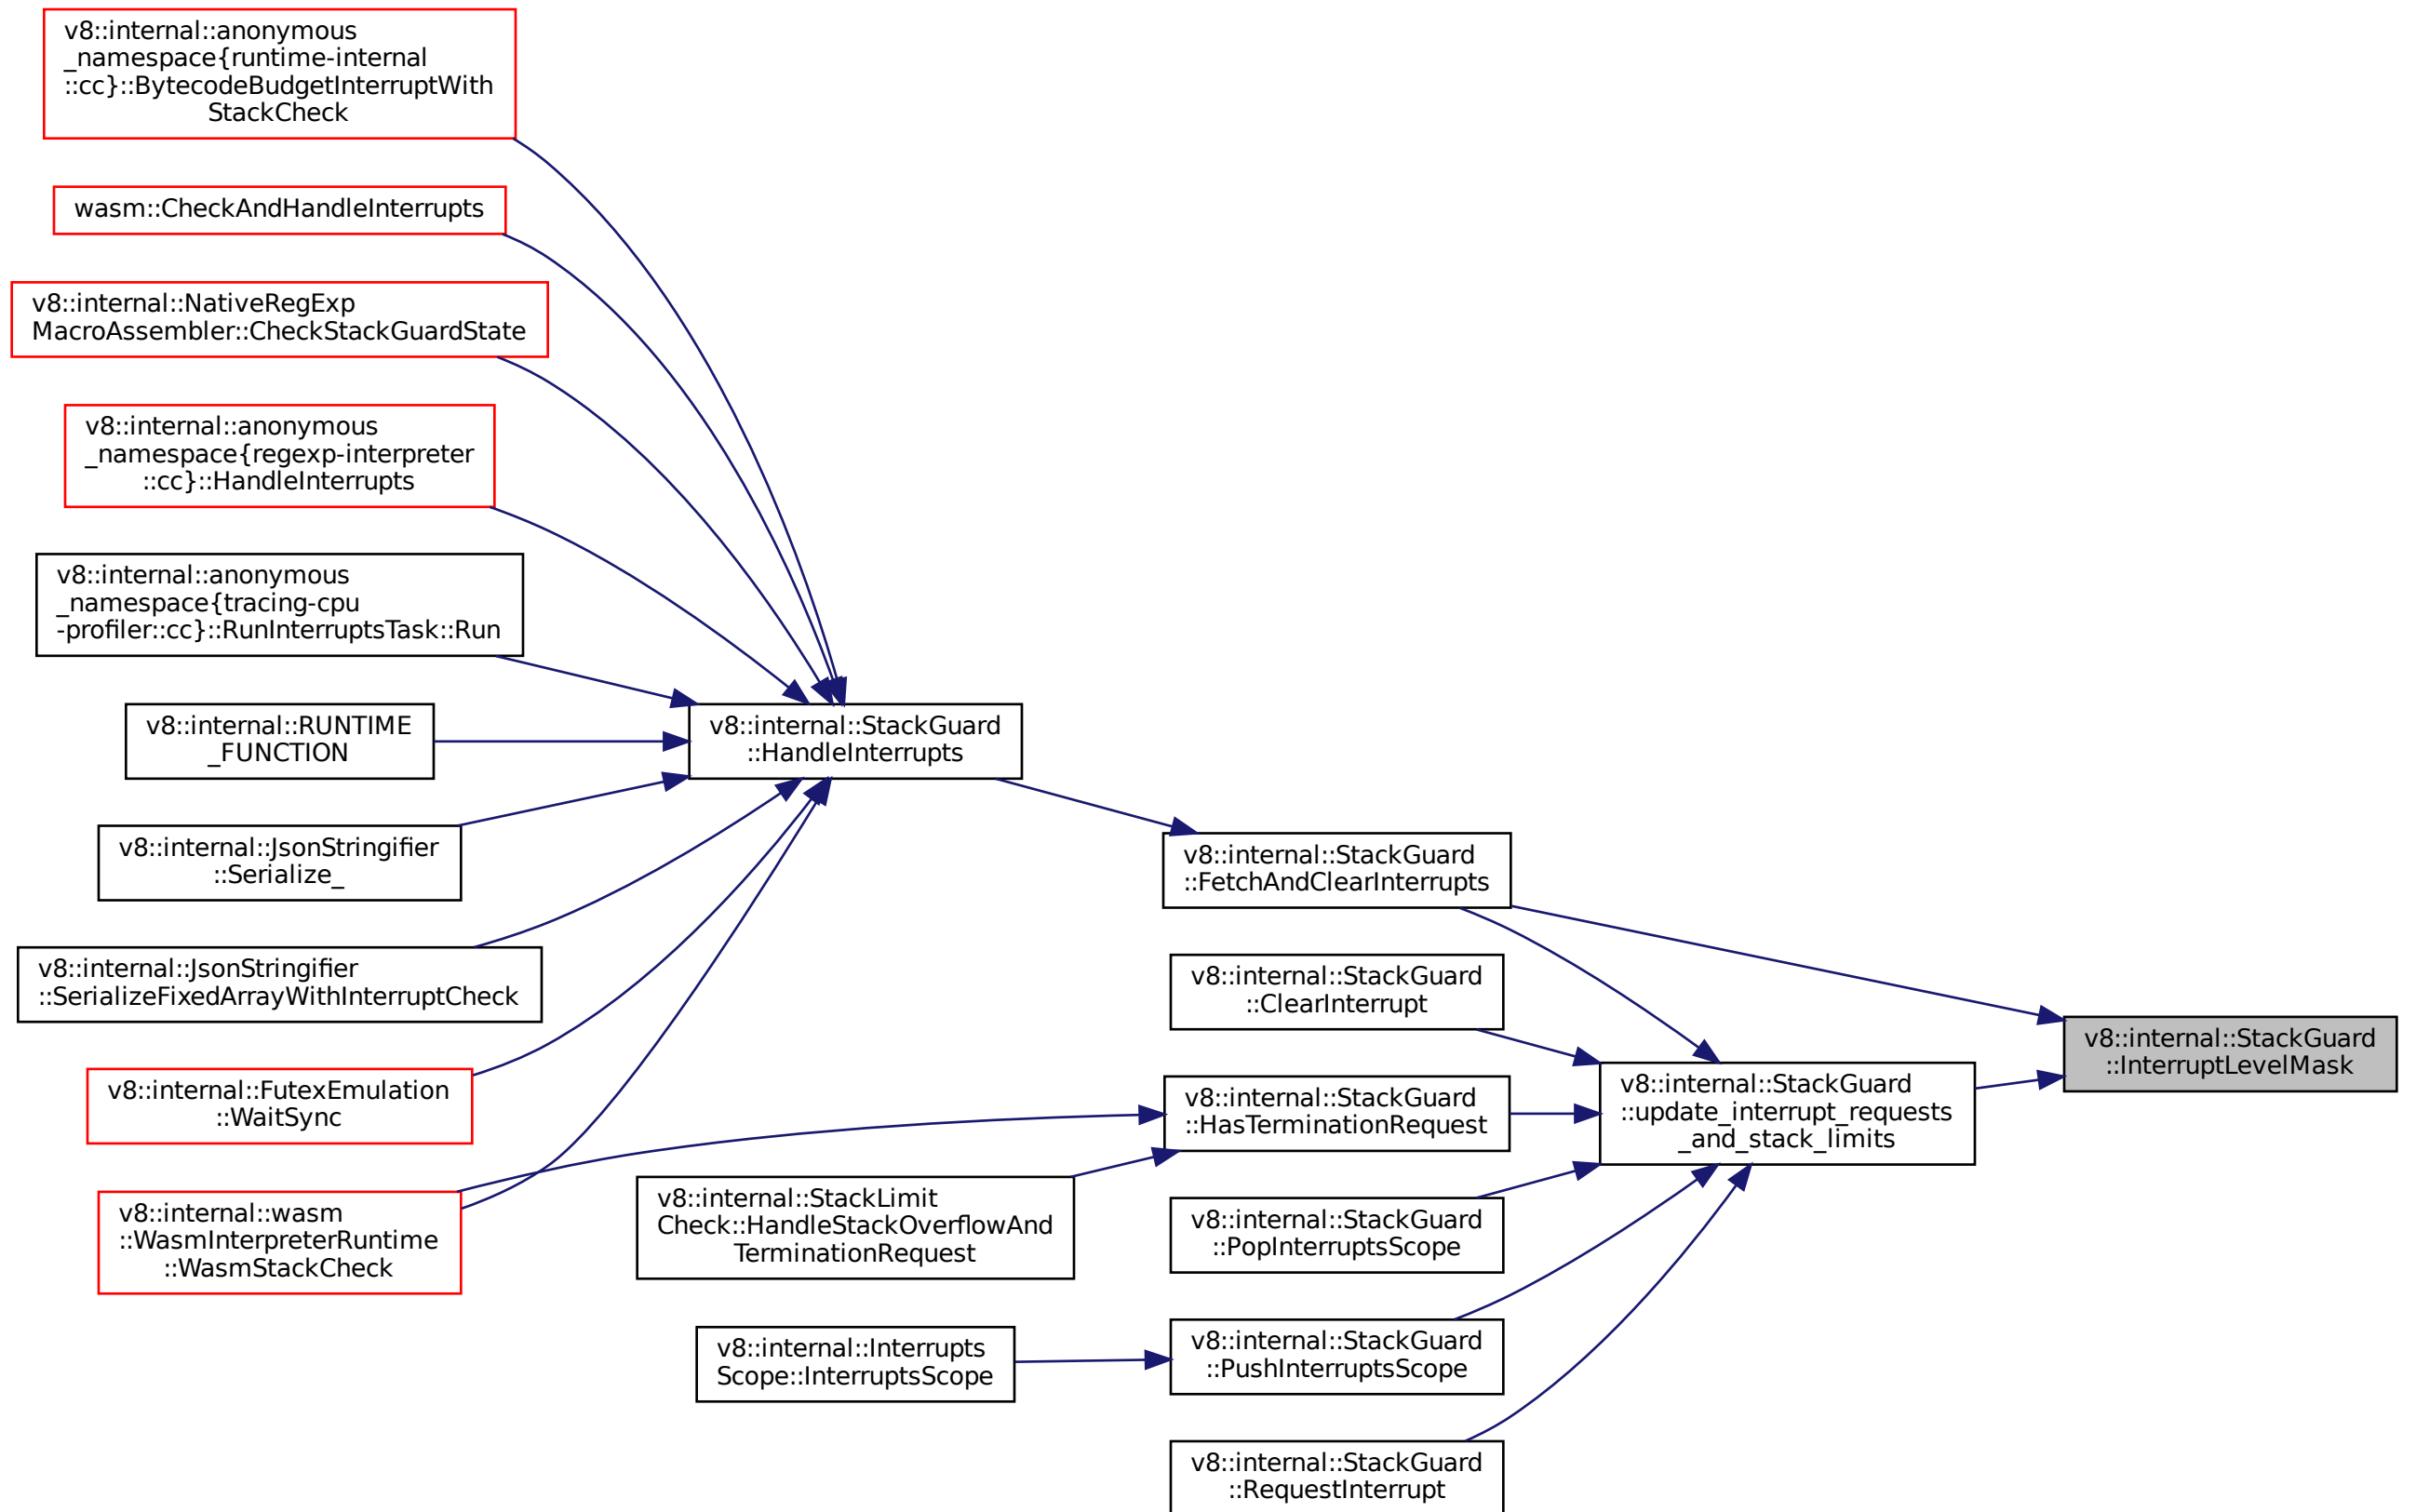 v8::internal::anonymous
_namespace{runtime-internal
::cc}::BytecodeBudgetInterruptWith
StackCheck
wasm::CheckAndHandleInterrupts
v8::internal::NativeRegExp
MacroAssembler::CheckStackGuardState
v8::internal::anonymous
_namespace{regexp-interpreter
::cc}::HandleInterrupts
v8::internal::anonymous
_namespace{tracing-cpu
-profiler::cc}::RunInterruptsTask::Run
v8::internal::RUNTIME
_FUNCTION
v8::internal::JsonStringifier
::Serialize_
v8::internal::JsonStringifier
::SerializeFixedArrayWithInterruptCheck
v8::internal::FutexEmulation
::WaitSync
v8::internal::wasm
::WasmInterpreterRuntime
::WasmStackCheck
v8::internal::StackGuard
::HandleInterrupts
v8::internal::StackLimit
Check::HandleStackOverflowAnd
TerminationRequest
v8::internal::Interrupts
Scope::InterruptsScope
v8::internal::StackGuard
::FetchAndClearInterrupts
v8::internal::StackGuard
::ClearInterrupt
v8::internal::StackGuard
::HasTerminationRequest
v8::internal::StackGuard
::PopInterruptsScope
v8::internal::StackGuard
::PushInterruptsScope
v8::internal::StackGuard
::RequestInterrupt
v8::internal::StackGuard
::update_interrupt_requests
_and_stack_limits
v8::internal::StackGuard
::InterruptLevelMask